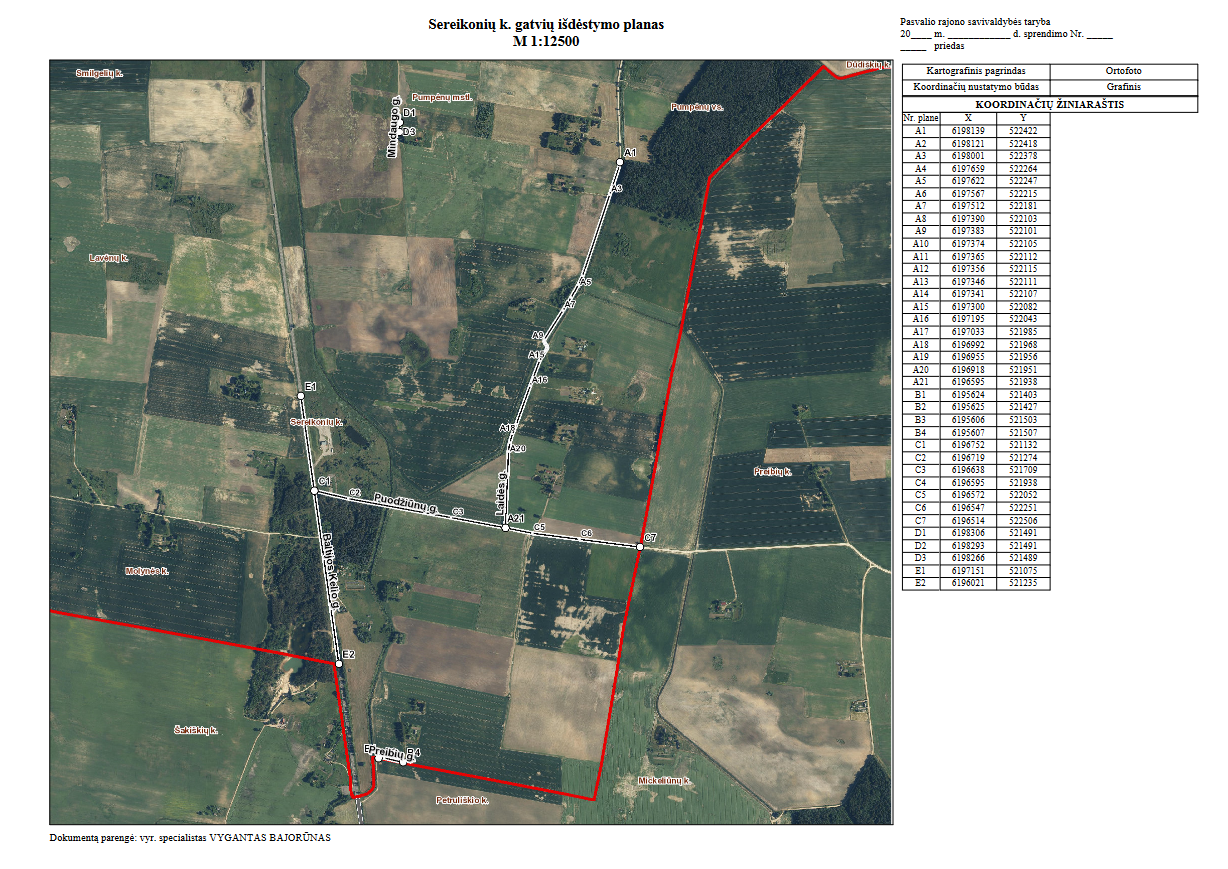 Sereikonių k. gatvių išdėstymo planas
M 1:12500
Pasvalio rajono savivaldybės taryba
20____ m. ____________ d. sprendimo Nr. _____
_____ priedas
Kartografinis pagrindas Ortofoto
Koordinačių nustatymo būdas Grafinis
KOORDINAČIŲ ŽINIARAŠTIS
Nr. plane X Y
A1 6198139 522422
A2 6198121 522418
A3 6198001 522378
A4 6197659 522264
A5 6197622 522247
A6 6197567 522215
A7 6197512 522181
A8 6197390 522103
A9 6197383 522101
A10 6197374 522105
A11 6197365 522112
A12 6197356 522115
A13 6197346 522111
A14 6197341 522107
A15 6197300 522082
A16 6197195 522043
A17 6197033 521985
A18 6196992 521968
A19 6196955 521956
A20 6196918 521951
A21 6196595 521938
B1 6195624 521403
B2 6195625 521427
B3 6195606 521503
B4 6195607 521507
C1 6196752 521132
C2 6196719 521274
C3 6196638 521709
C4 6196595 521938
C5 6196572 522052
C6 6196547 522251
C7 6196514 522506
D1 6198306 521491
D2 6198293 521491
D3 6198266 521489
E1 6197151 521075
E2 6196021 521235
Smilgelių k.
Pumpėnų mstl.
Pumpėnų vs.
Dūdiškių k.
Mindaugo g.
D1
D3
A1
A3
Lavėnų k.
A5
A7
A9
A15
A16
E1
Sereikonių k.
A18
A20
Preibių k.
C1
C2
Puodžiūnų g.
C3
Laidės g.
A21
C5
C6
C7
Molynės k.
Baltijos Kelio g.
E2
Šakiškių k.
Preibių g.
Mickeliūnų k.
Petruliškio k.
Dokumentą parengė: vyr. specialistas VYGANTAS BAJORŪNAS